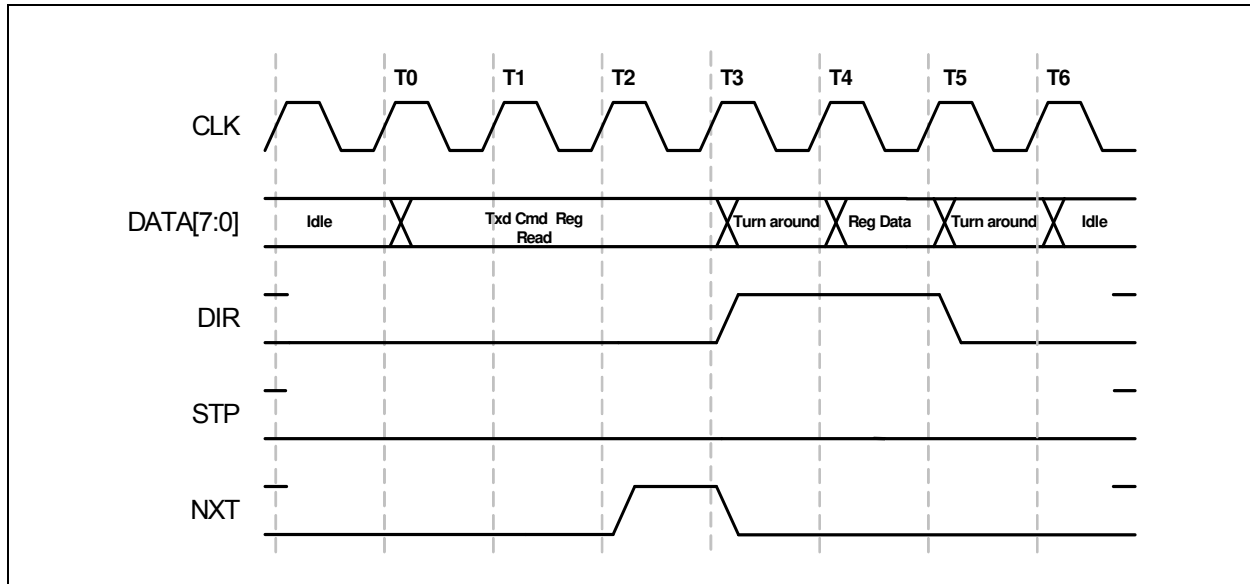 T0 T1 T2 T3 T4 T5 T6
CLK
DATA[7:0]
Idle
Txd Cmd Reg
Read
Turn around
Reg Data
Turn around
Idle
DIR
STP
NXT